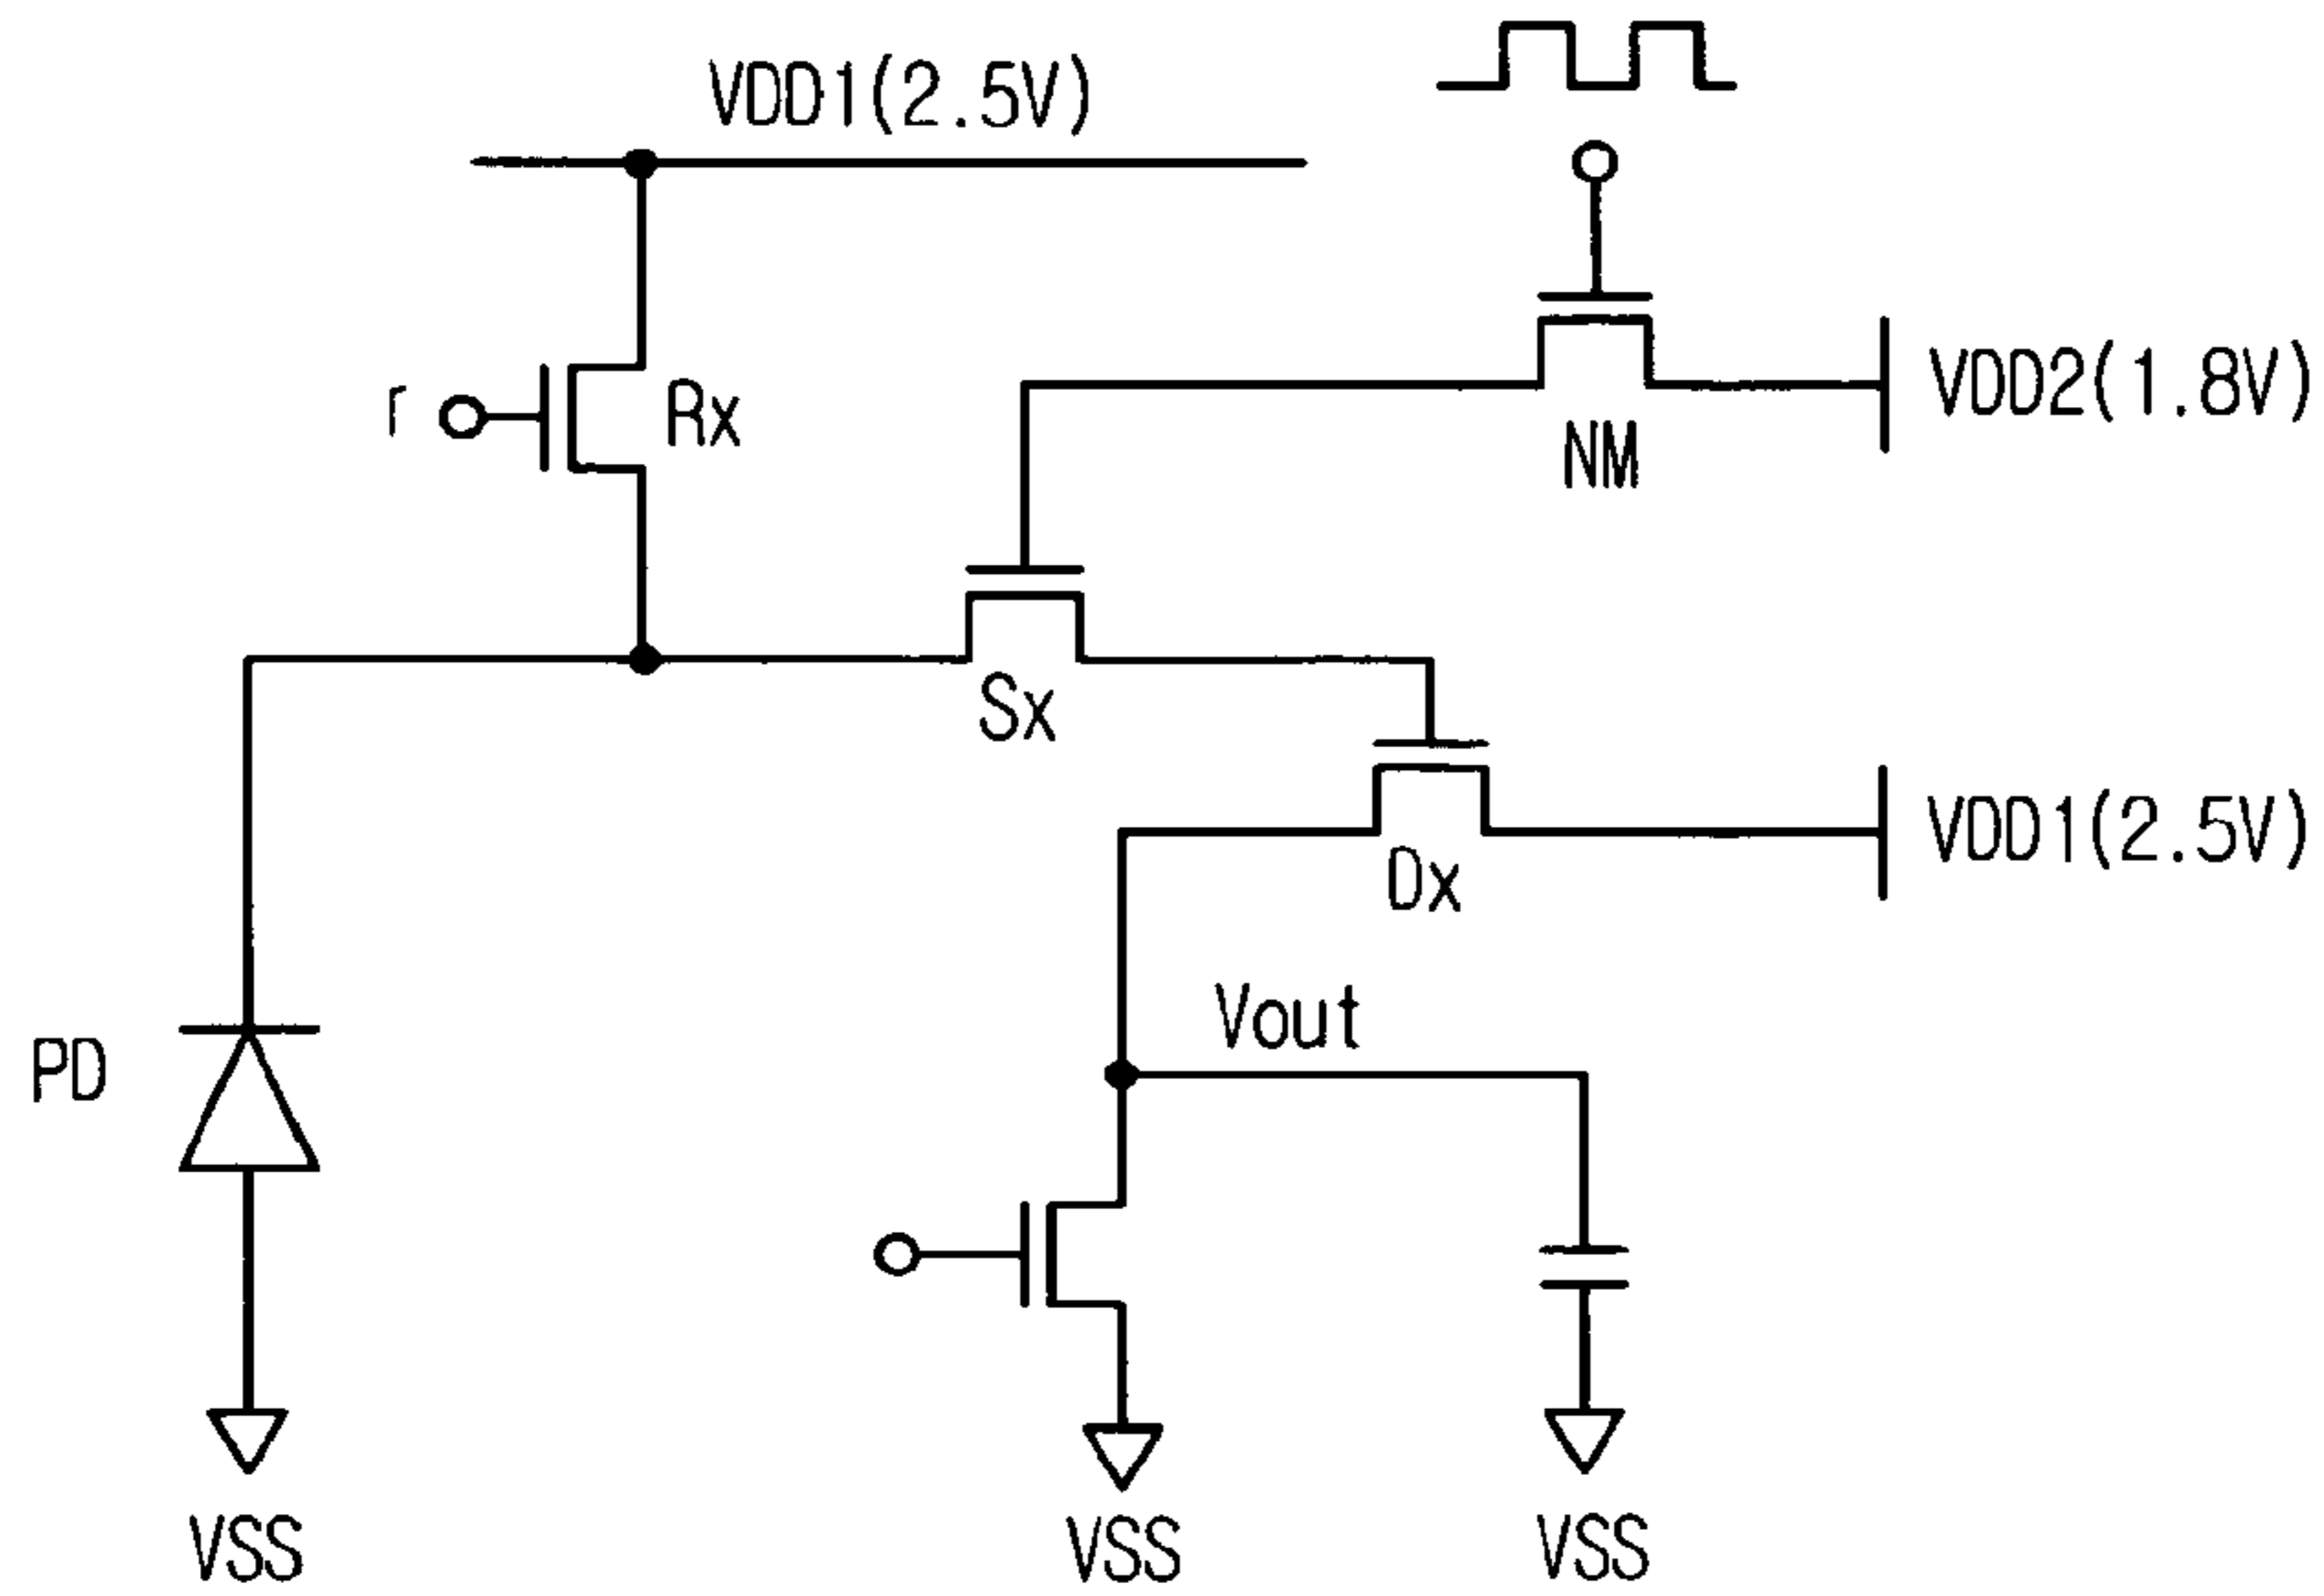 VDD1(2.5V)
r
Rx
VDD2(1.8V)
NM
Sx
VDD1(2.5V)
Dx
Vout
PD
VSS
VSS
VSS